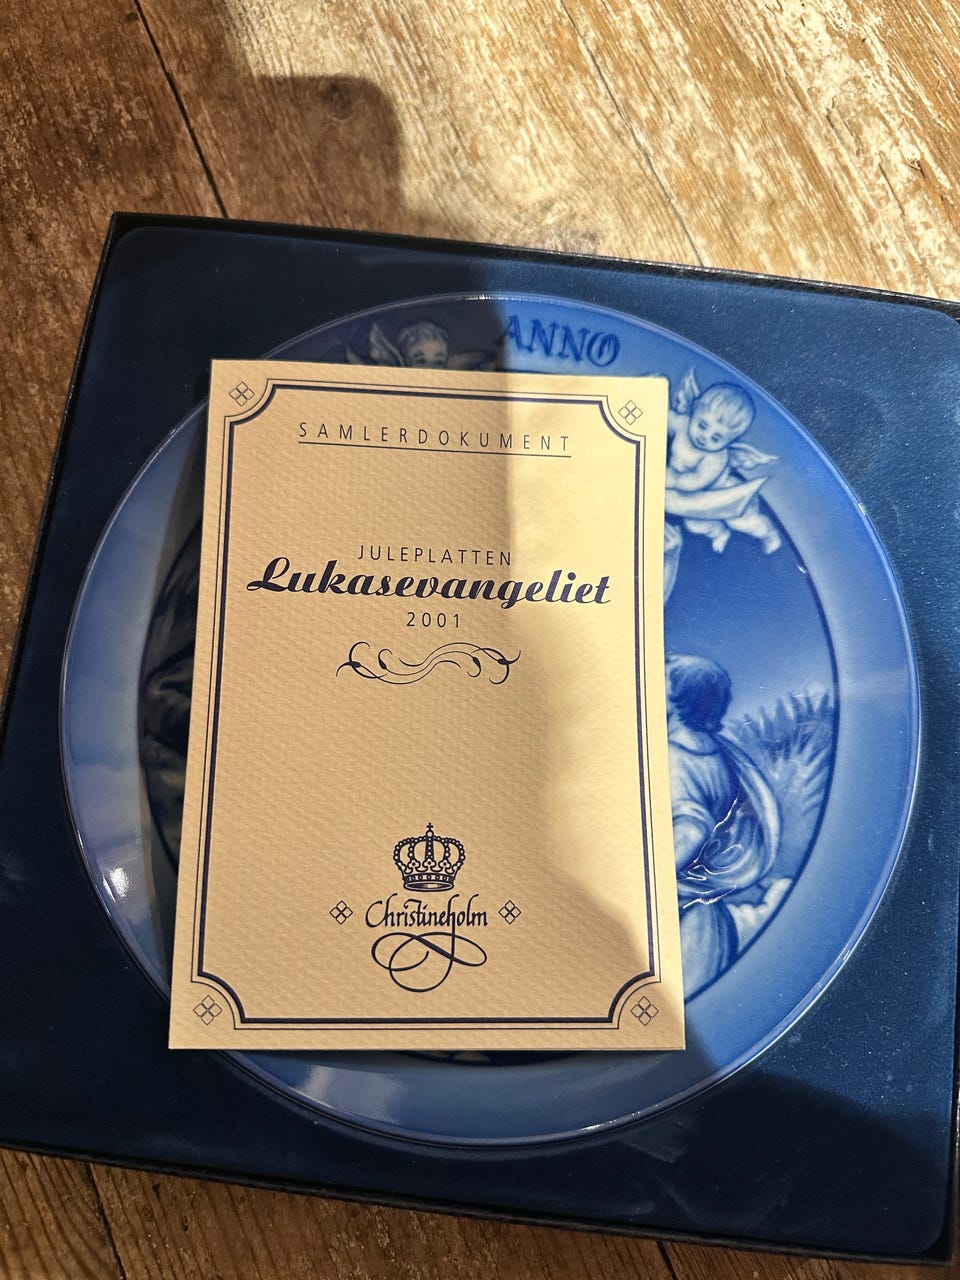 ANNO
SAMLERDOKUMENT
JULEPLATTEN
Lukasevangeliet
2001
Christineholm